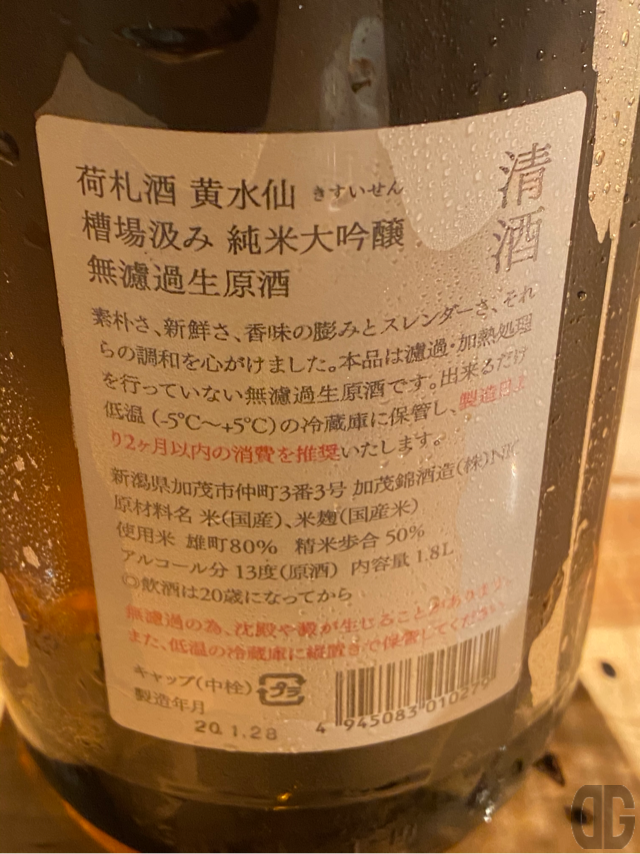 清酒
荷札酒 黄水仙 きすいせん
槽場汲み 純米大吟醸
無濾過生原酒
素朴さ、新鮮さ、香味の膨みとスレンダーさ、それ
らの調和を心がけました。本品は濾過・加熱処理
を行っていない無濾過生原酒です。出来るだけ
低温(-5℃〜+5℃)の冷蔵庫に保管し、製造日よ
り2ヶ月以内の消費を推奨いたします。
新潟県加茂市仲町3番3号 加茂錦酒造(株)NK
原材料名 米(国産)、米麹(国産米)
使用米 雄町80% 精米歩合 50%
アルコール分 13度(原酒) 内容量 1.8L
◎飲酒は20歳になってから
無濾過の為、沈殿や澱が生じることがあります。
また、低温の冷蔵庫に縦置きで保管してください。
キャップ(中栓) プラ
製造年月
20.1.28
4 945083 010279
DG